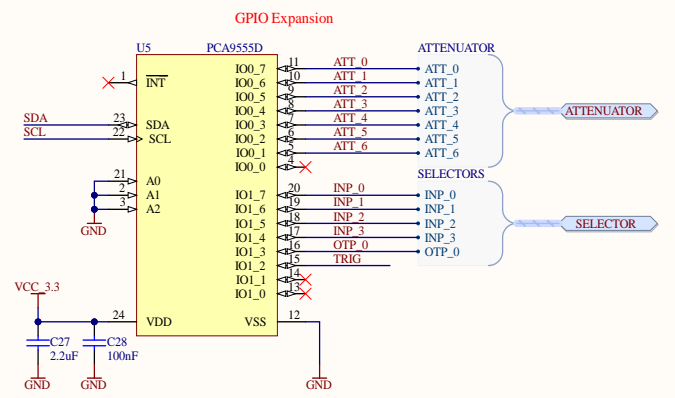 GPIO Expansion
U5 PCA9555D ATTENUATOR
IO0_7 11 ATT_0 ATT_0
1 INT IO0_6 10 ATT_1 ATT_1
IO0_5 9 ATT_2 ATT_2
IO0_4 8 ATT_3 ATT_3 ATTENUATOR
SDA 23 SDA IO0_3 7 ATT_4 ATT_4
SCL 22 SCL IO0_2 6 ATT_5 ATT_5
IO0_1 5 ATT_6 ATT_6
IO0_0 4
21 A0 SELECTORS
2 A1 IO1_7 20 INP_0 INP_0
3 A2 IO1_6 19 INP_1 INP_1
GND IO1_5 18 INP_2 INP_2 SELECTOR
IO1_4 17 INP_3 INP_3
IO1_3 16 OTP_0 OTP_0
IO1_2 15 TRIG
IO1_1 14
VCC_3.3 IO1_0 13
24 VDD VSS 12
C27 C28
2.2uF 100nF
GND GND GND